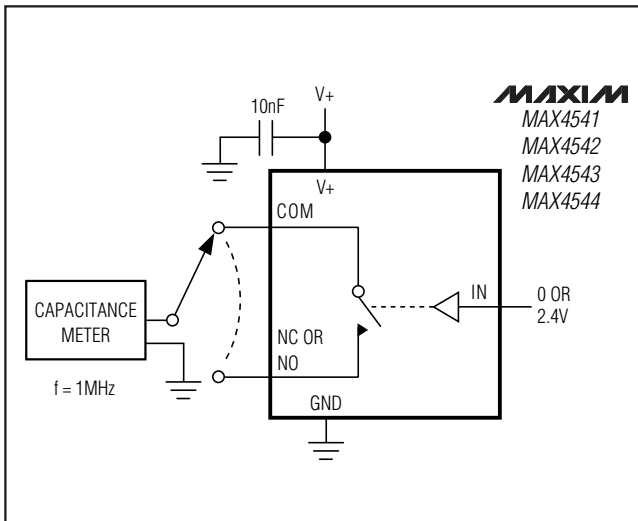 10nF
V+
MAXIM
MAX4541
MAX4542
MAX4543
MAX4544
V+
COM
IN
0 OR
2.4V
CAPACITANCE
METER
NC OR
NO
f = 1MHz
GND